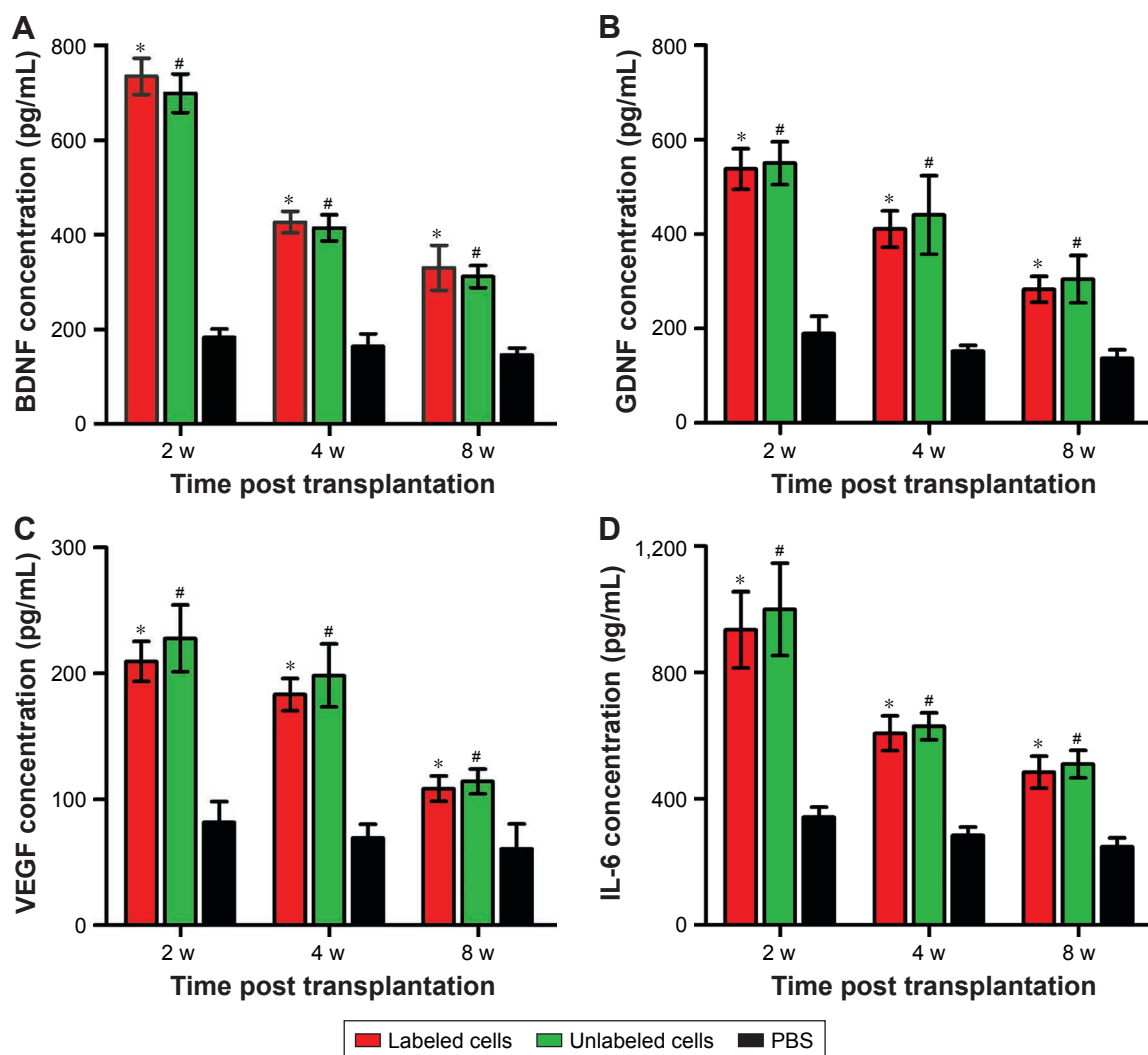 A
BDNF concentration (pg/mL)
800
600
400
200
0
* # * # * #
2 w 4 w 8 w
Time post transplantation
B
GDNF concentration (pg/mL)
800
600
400
200
0
* # * # * #
2 w 4 w 8 w
Time post transplantation
C
VEGF concentration (pg/mL)
300
200
100
0
* # * # * #
2 w 4 w 8 w
Time post transplantation
D
IL-6 concentration (pg/mL)
1,200
800
400
0
* # * # * #
2 w 4 w 8 w
Time post transplantation
Labeled cells Unlabeled cells PBS